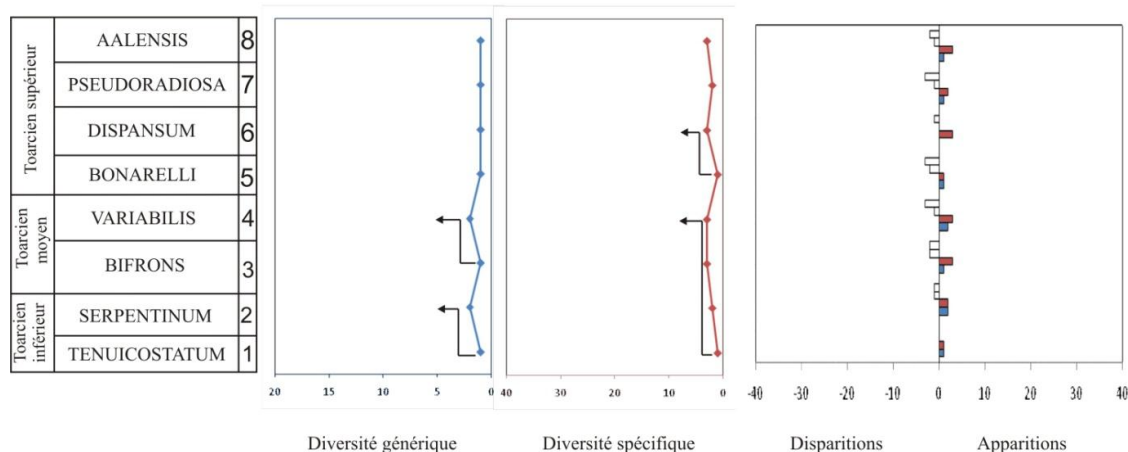 Toarcien supérieur
AALENSIS 8
PSEUDORADIOSA 7
DISPANSUM 6
BONARELLI 5
Toarcien
moyen
VARIABILIS 4
BIFRONS 3
Toarcien
inférieur
SERPENTINUM 2
TENUICOSTATUM 1
20 15 10 5 0
40 30 20 10 0
-40 -30 -20 -10 0 10 20 30 40
Diversité générique
Diversité spécifique
Disparitions Apparitions